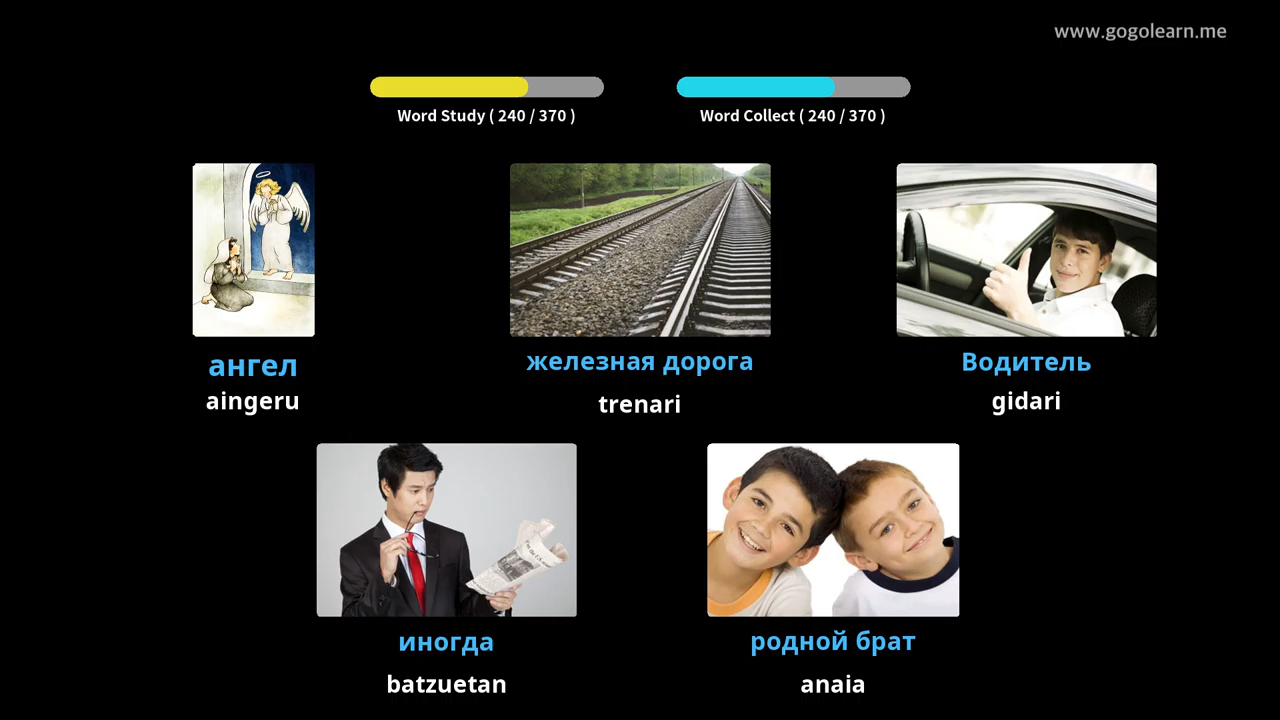 www.gogolearn.me
Word Study ( 240 / 370 )
Word Collect ( 240 / 370 )
ангел
aingeru
железная дорога
trenari
Водитель
gidari
иногда
batzuetan
родной брат
anaia